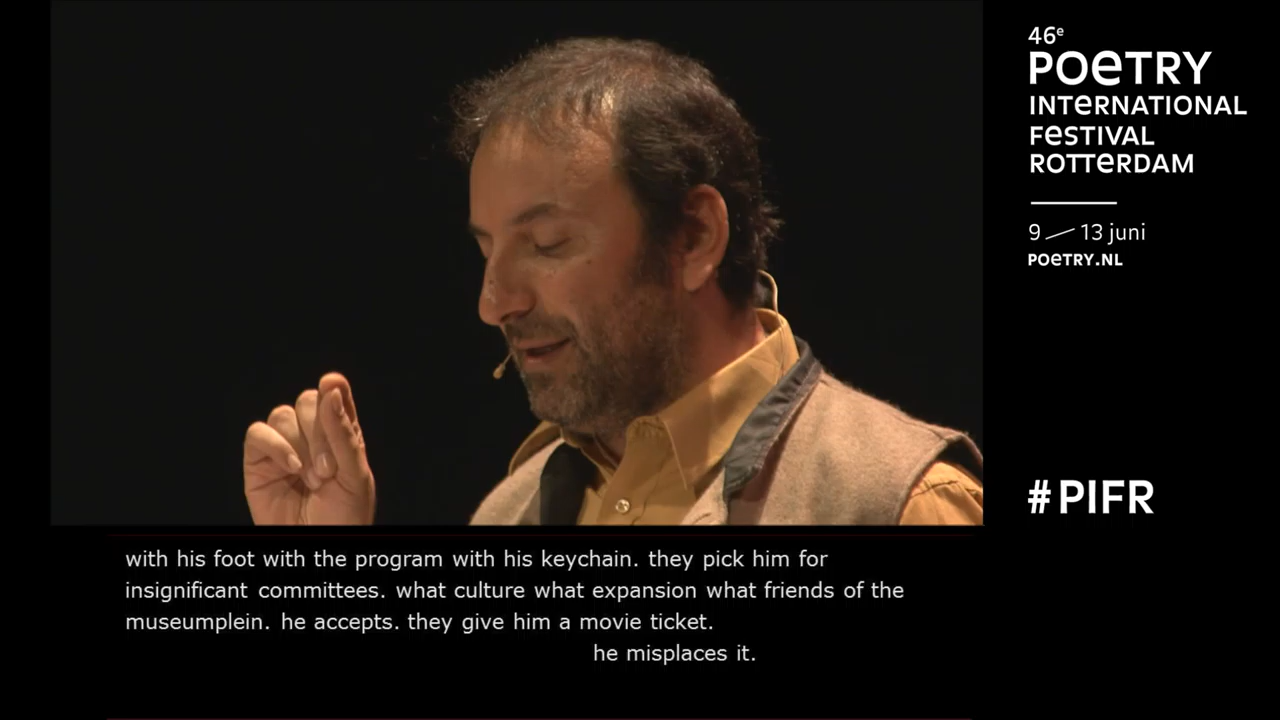 46e
POeTRY
INTeRNATIONAL
FeSTIVAL
ROTTeRDAM
9 — 13 juni
POeTRY.NL
#PIFR
with his foot with the program with his keychain. they pick him for
insignificant committees. what culture what expansion what friends of the
museumplein. he accepts. they give him a movie ticket.
he misplaces it.